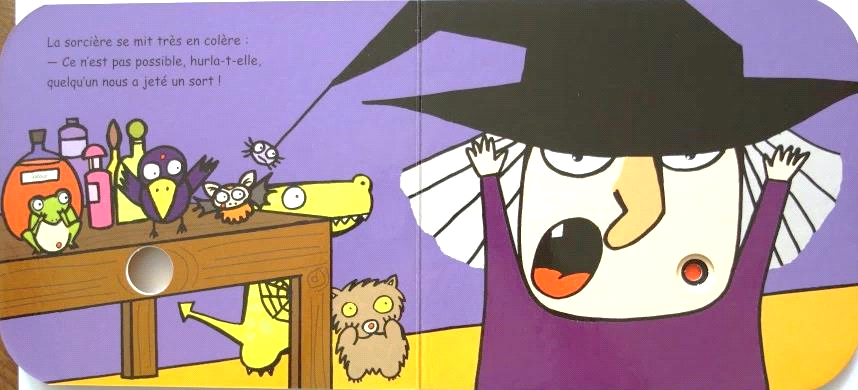 La sorcière se mit très en colère :
— Ce n'est pas possible, hurla-t-elle,
quelqu'un nous a jeté un sort !